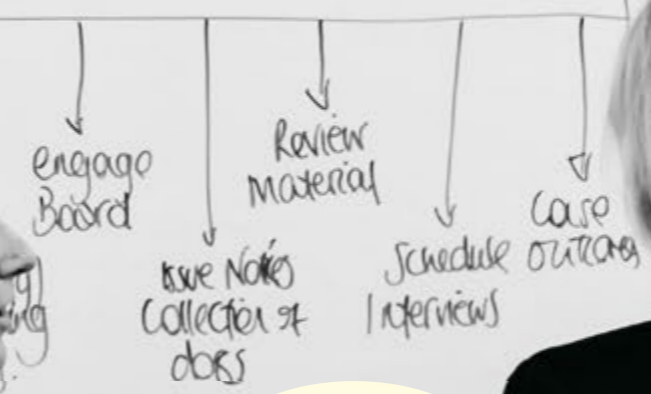 engage
Board
Issue Notes
Collection of
docs
Review
Material
Schedule
Interviews
Case